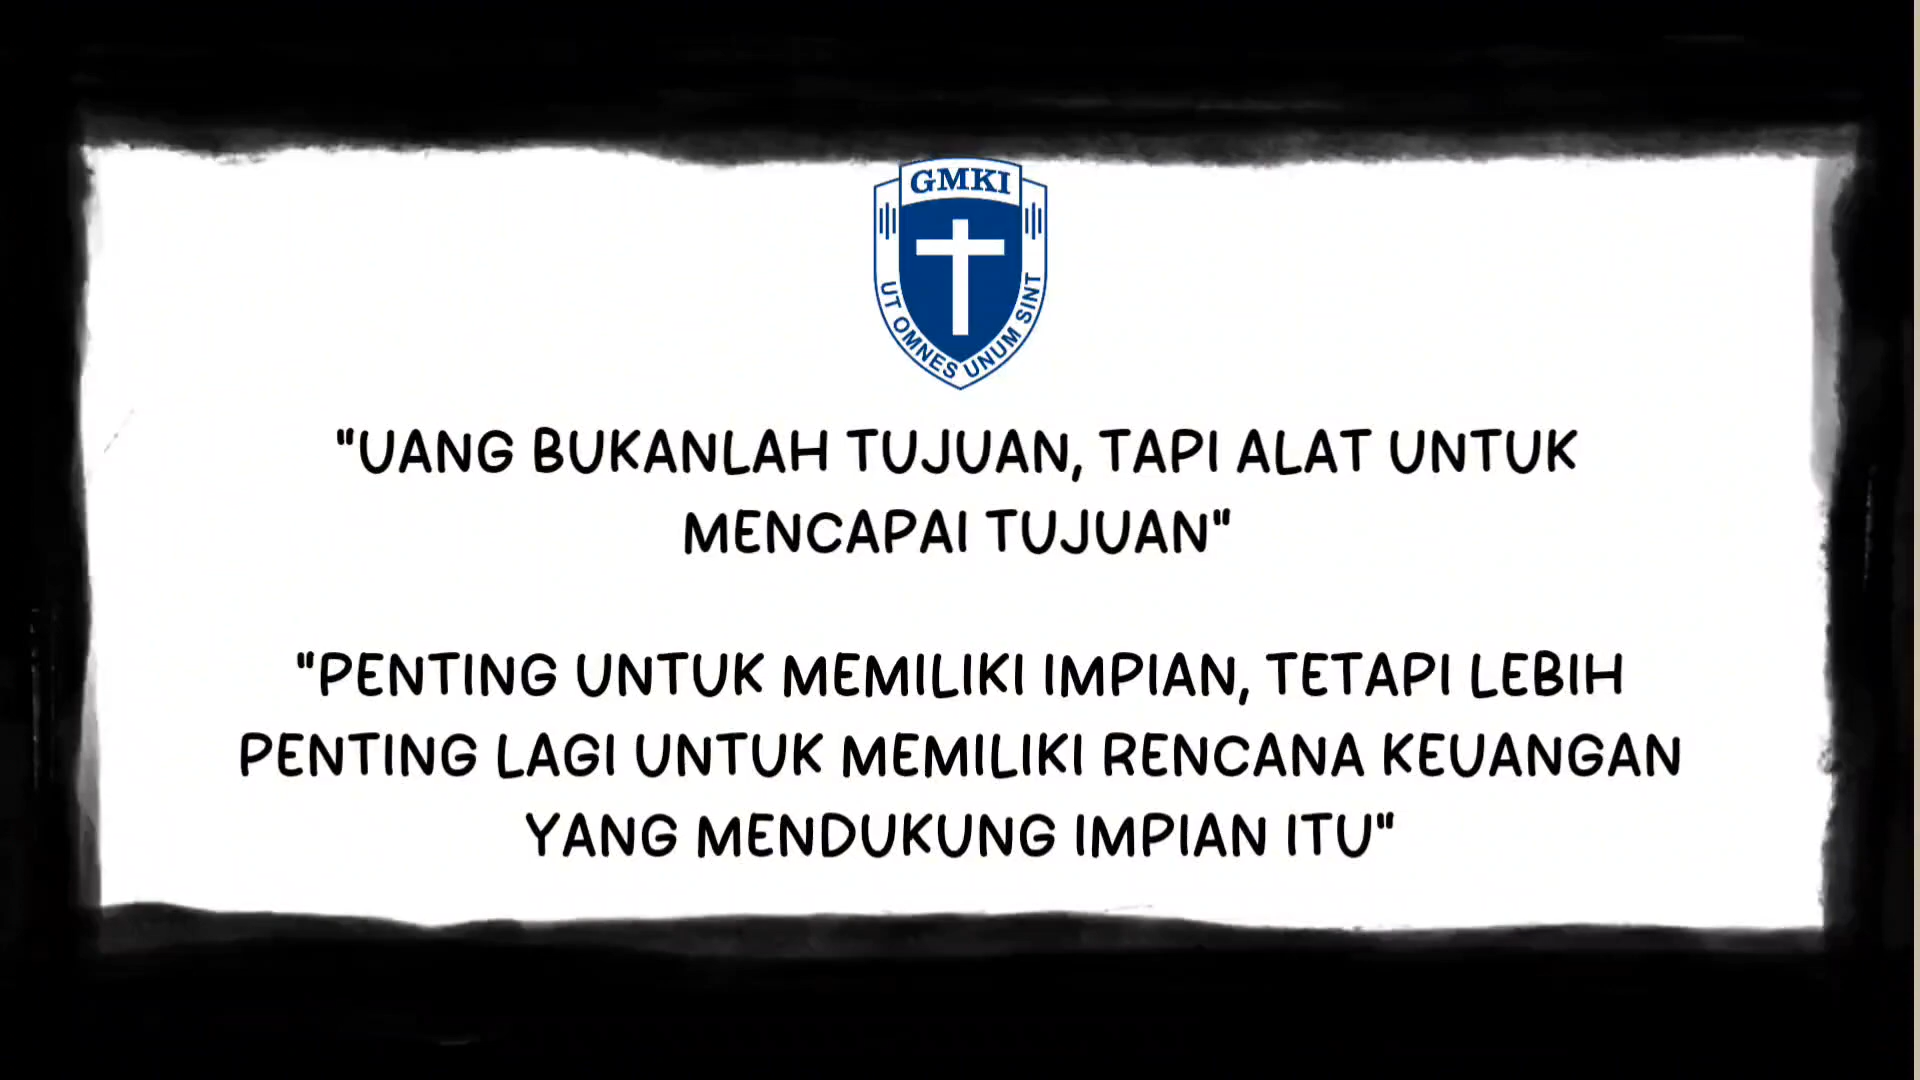 GMKI
UT OMNES UNUM SINT
"UANG BUKANLAH TUJUAN, TAPI ALAT UNTUK
MENCAPAI TUJUAN"
"PENTING UNTUK MEMILIKI IMPIAN, TETAPI LEBIH
PENTING LAGI UNTUK MEMILIKI RENCANA KEUANGAN
YANG MENDUKUNG IMPIAN ITU"